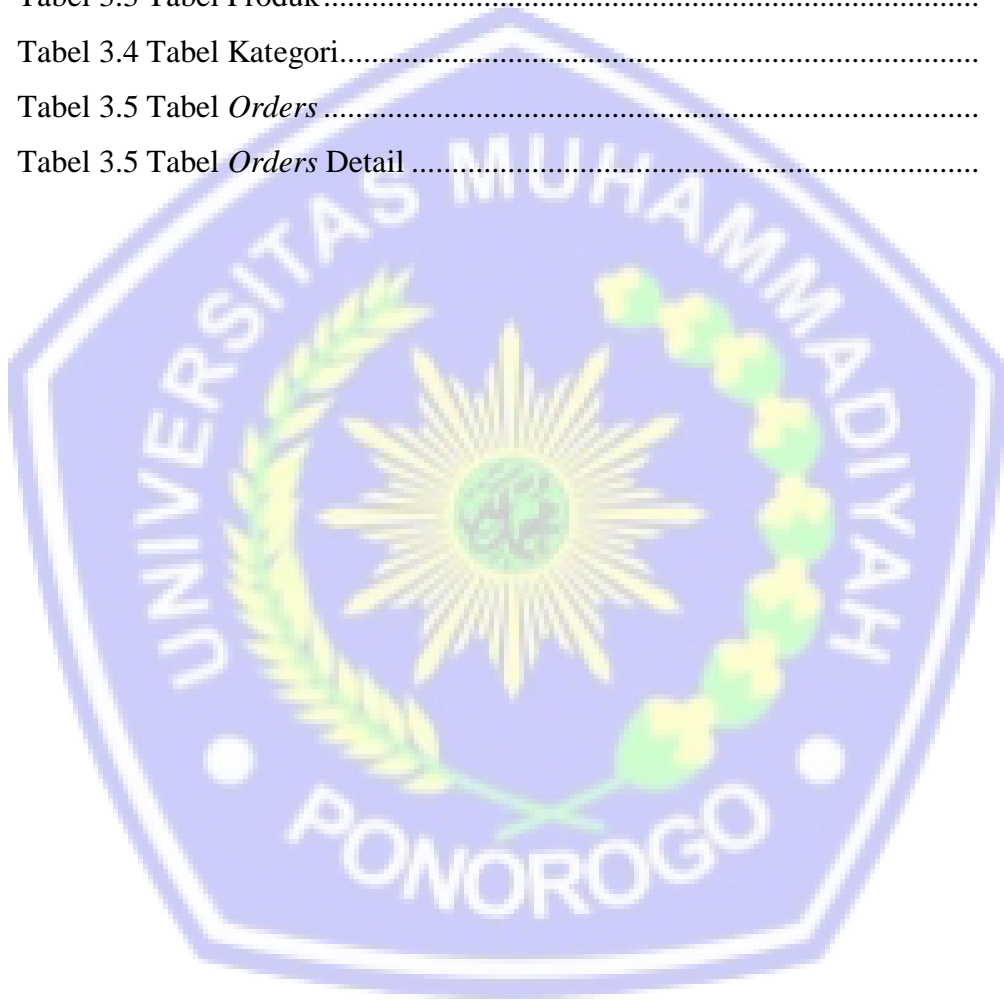 Tabel 3.3 Tabel Produk ................................................................................
Tabel 3.4 Tabel Kategori................................................................................
Tabel 3.5 Tabel Orders ................................................................................
Tabel 3.5 Tabel Orders Detail ......................................................................
UNIVERSITAS MUHAMMADIYAH
PONOROGO